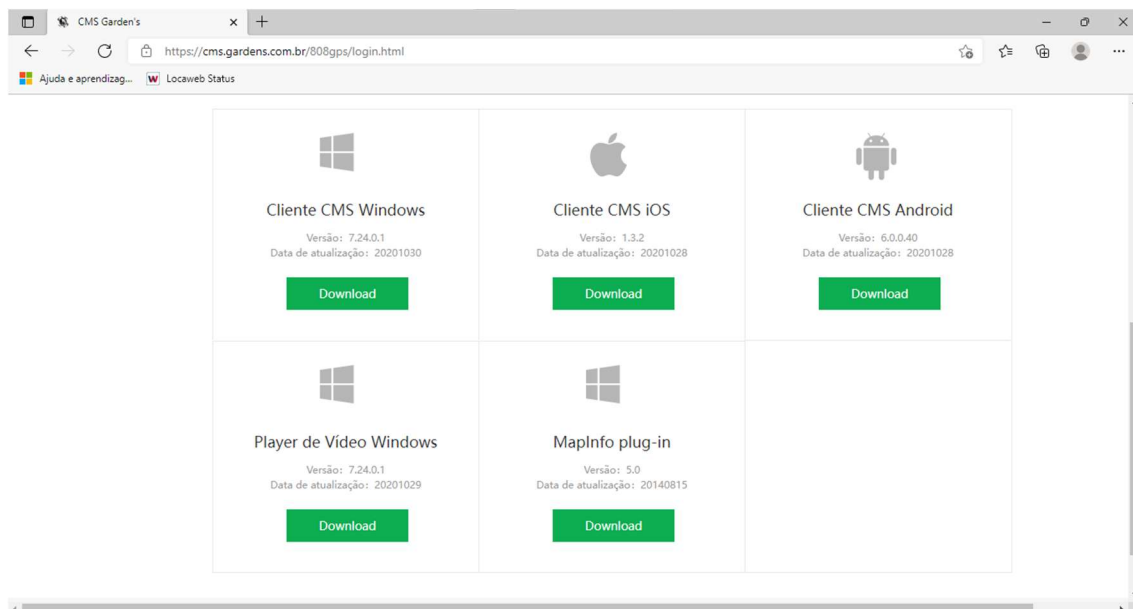 CMS Garden's
https://cms.gardens.com.br/808gps/login.html
Ajuda e aprendizag...
W Locaweb Status
Cliente CMS Windows
Versão: 7.24.0.1
Data de atualização: 20201030
Download
Cliente CMS iOS
Versão: 1.3.2
Data de atualização: 20201028
Download
Cliente CMS Android
Versão: 6.0.0.40
Data de atualização: 20201028
Download
Player de Vídeo Windows
Versão: 7.24.0.1
Data de atualização: 20201029
Download
MapInfo plug-in
Versão: 5.0
Data de atualização: 20140815
Download